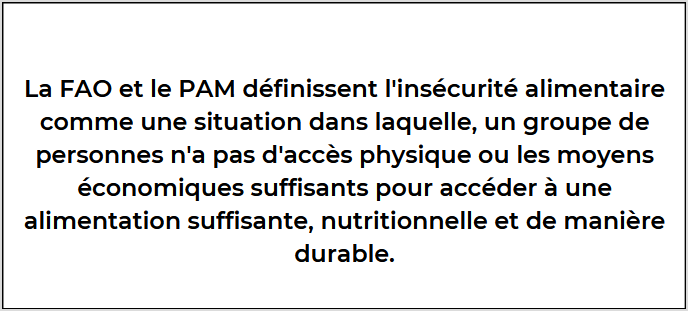 La FAO et le PAM définissent l'insécurité alimentaire
comme une situation dans laquelle, un groupe de
personnes n'a pas d'accès physique ou les moyens
économiques suffisants pour accéder à une
alimentation suffisante, nutritionnelle et de manière
durable.